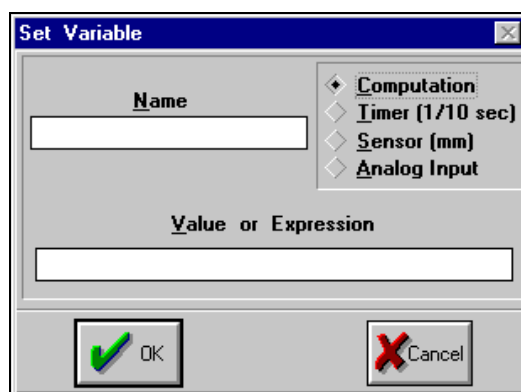 Set Variable
Name
Computation
Timer (1/10 sec)
Sensor (mm)
Analog Input
Value or Expression
OK
Cancel